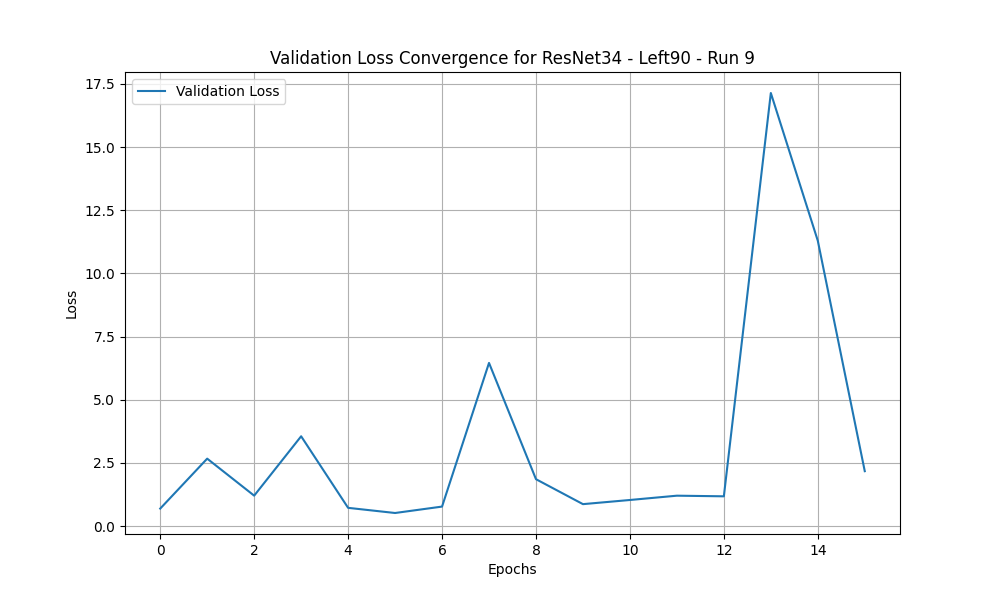 Validation Loss Convergence for ResNet34 - Left90 - Run 9
Validation Loss
17.5
15.0
12.5
10.0
7.5
5.0
2.5
0.0
Loss
0 2 4 6 8 10 12 14
Epochs